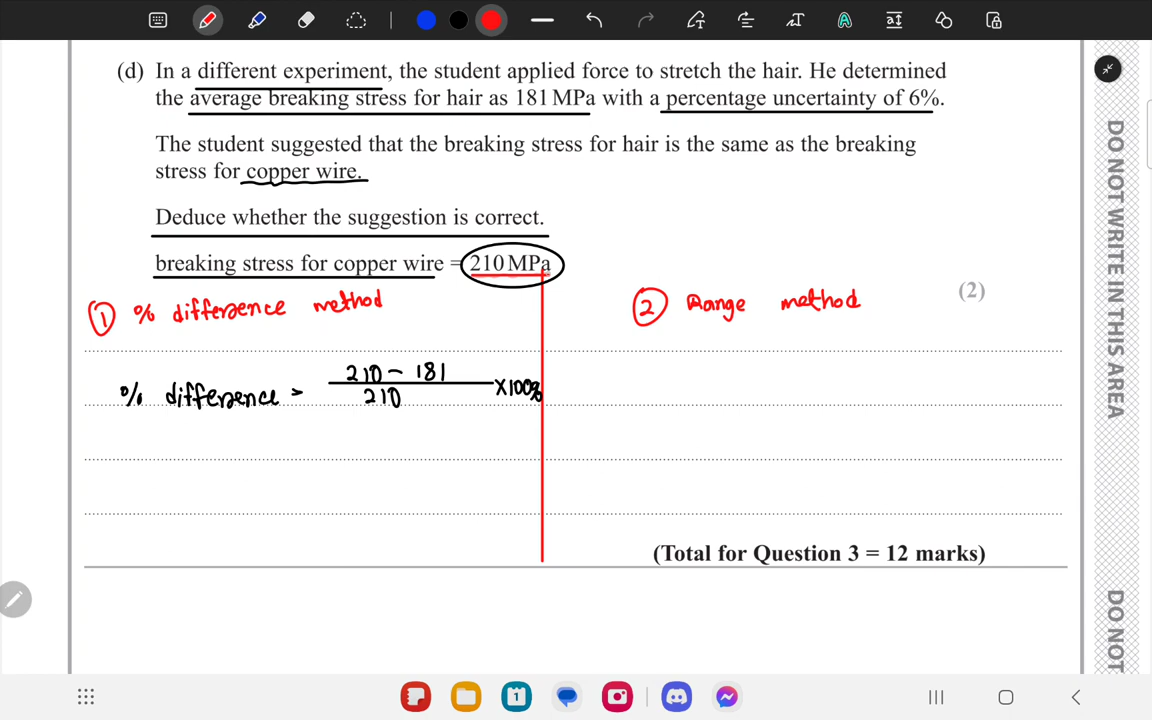 (d) In a different experiment, the student applied force to stretch the hair. He determined
the average breaking stress for hair as 181 MPa with a percentage uncertainty of 6%.
The student suggested that the breaking stress for hair is the same as the breaking
stress for copper wire.
Deduce whether the suggestion is correct.
breaking stress for copper wire = 210 MPa
(2)
① % difference method
② Range method
% difference = 210 - 181 / 210 × 100%
(Total for Question 3 = 12 marks)
DO NOT WRITE IN THIS AREA
DO NOT